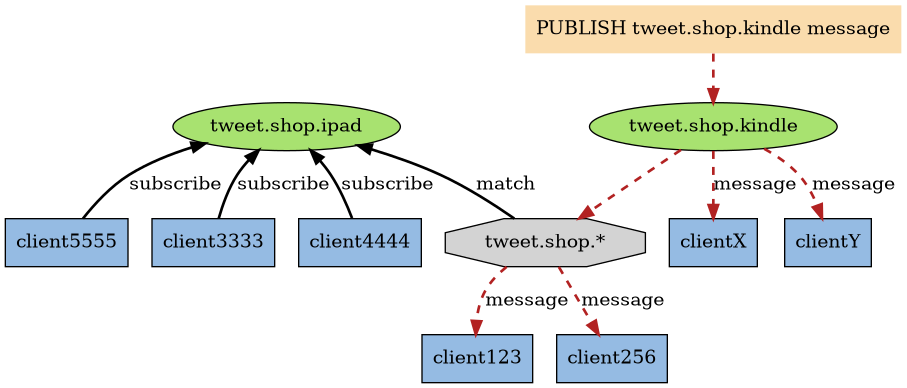 PUBLISH tweet.shop.kindle message
tweet.shop.ipad
tweet.shop.kindle
subscribe
subscribe
subscribe
match
message
message
client5555
client3333
client4444
tweet.shop.*
clientX
clientY
message
message
client123
client256